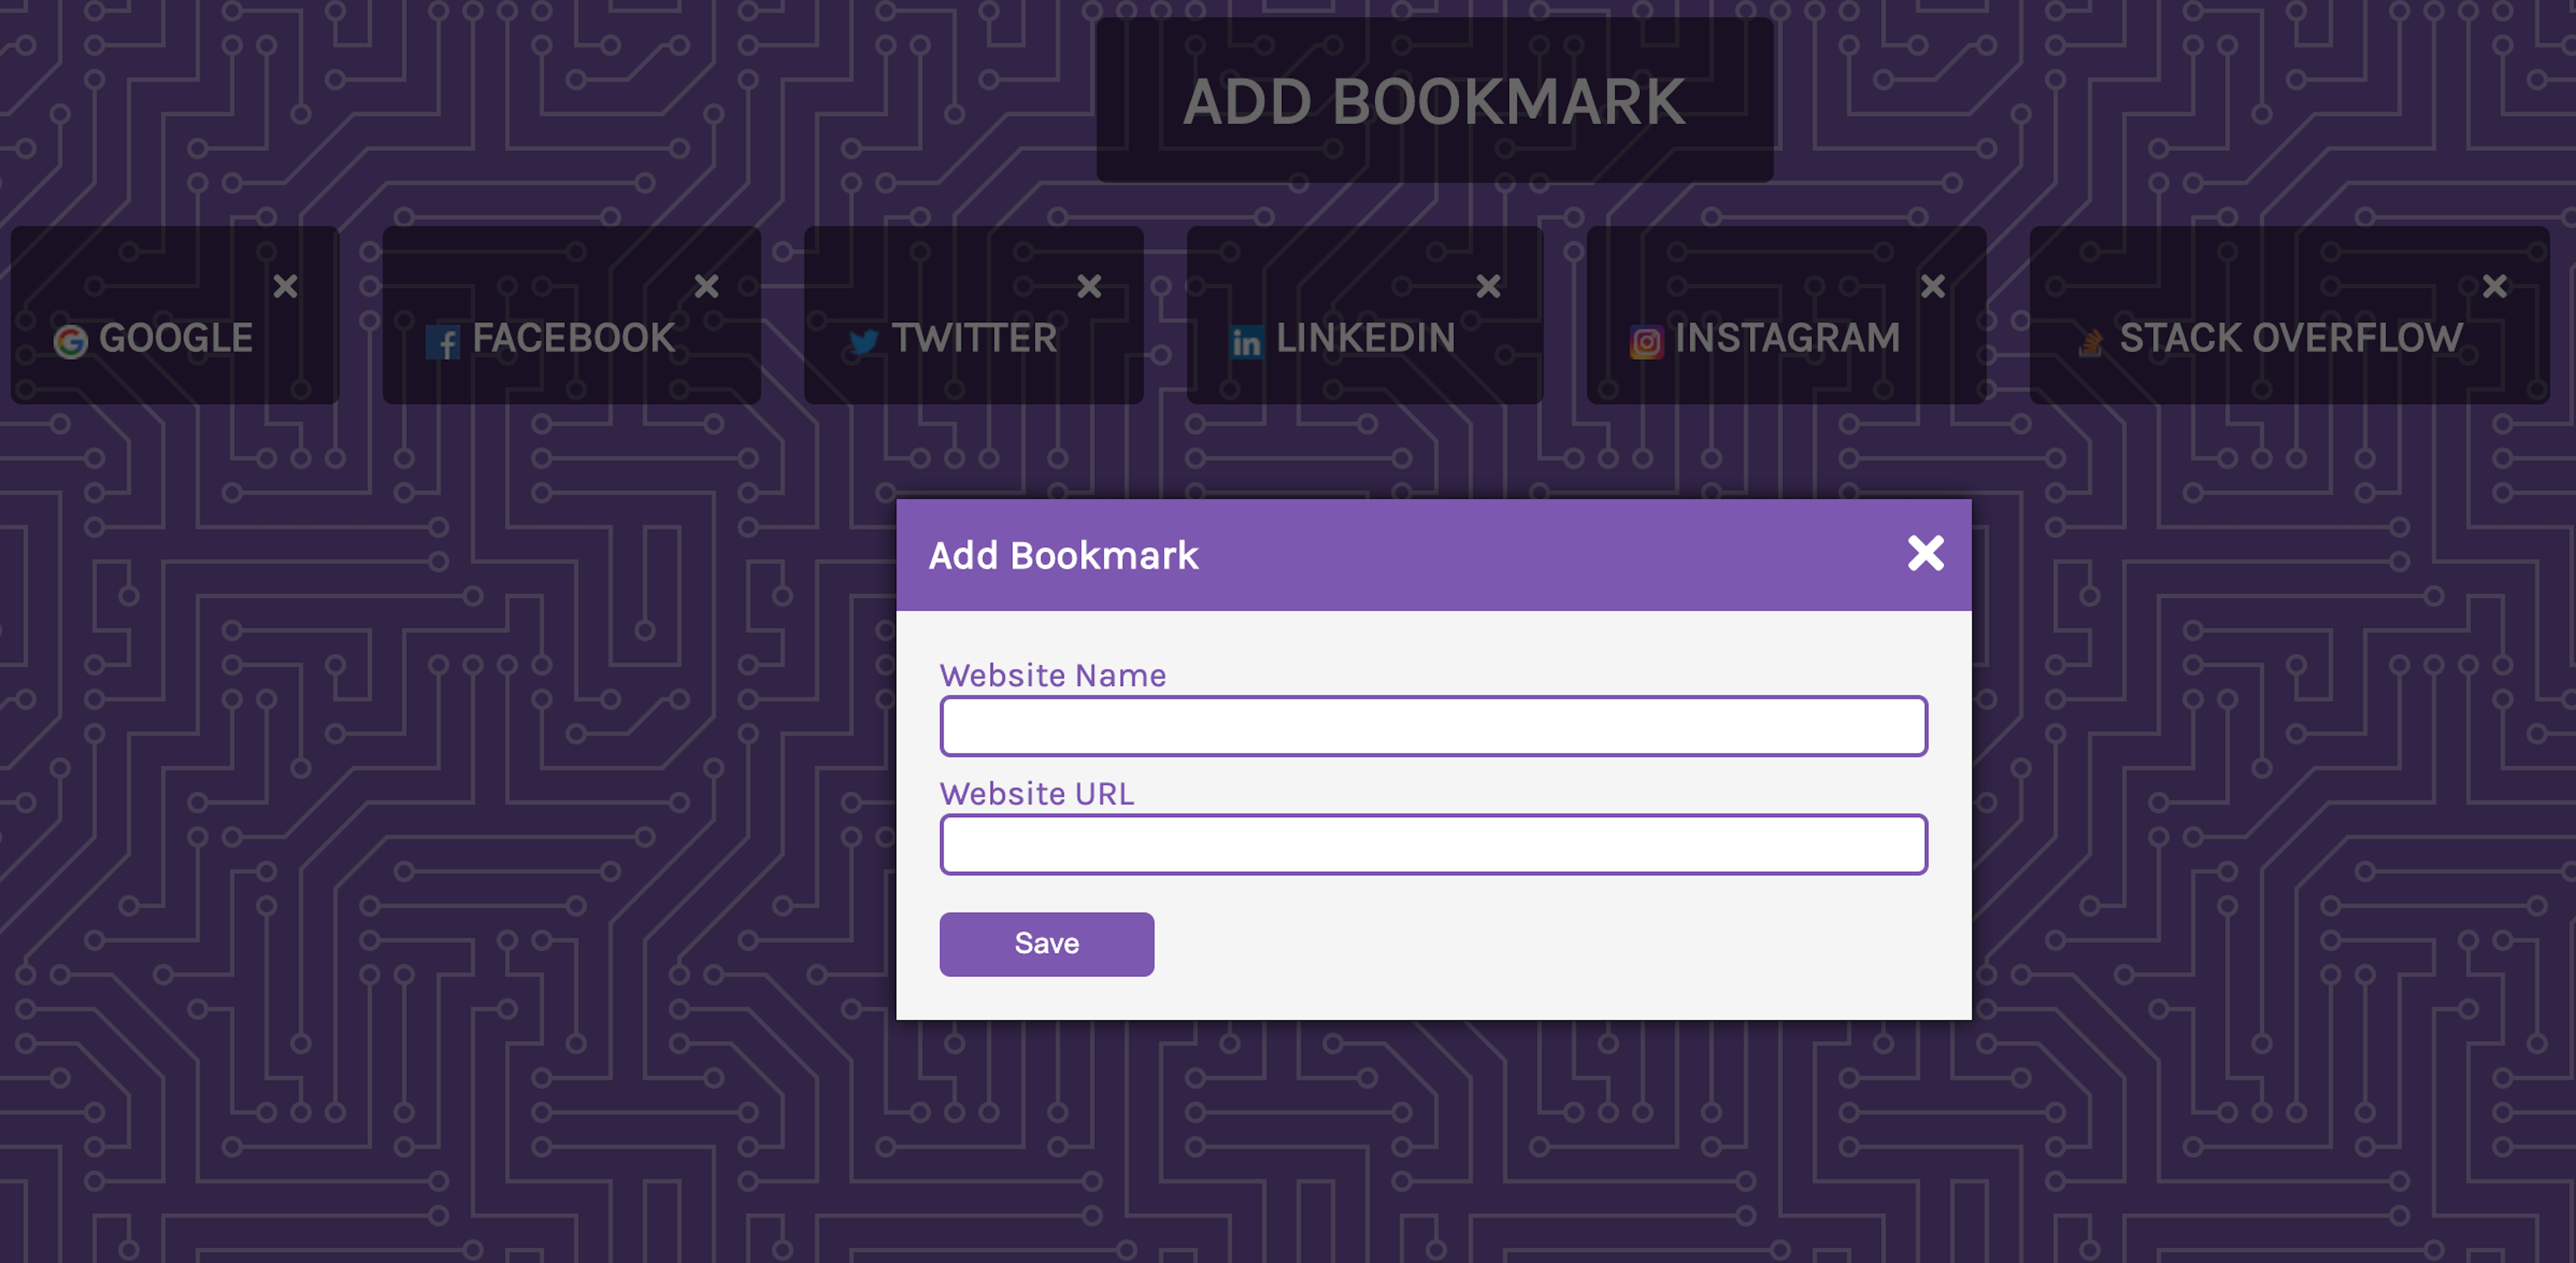 ADD BOOKMARK
GOOGLE
FACEBOOK
TWITTER
LINKEDIN
INSTAGRAM
STACK OVERFLOW
Add Bookmark
Website Name
Website URL
Save